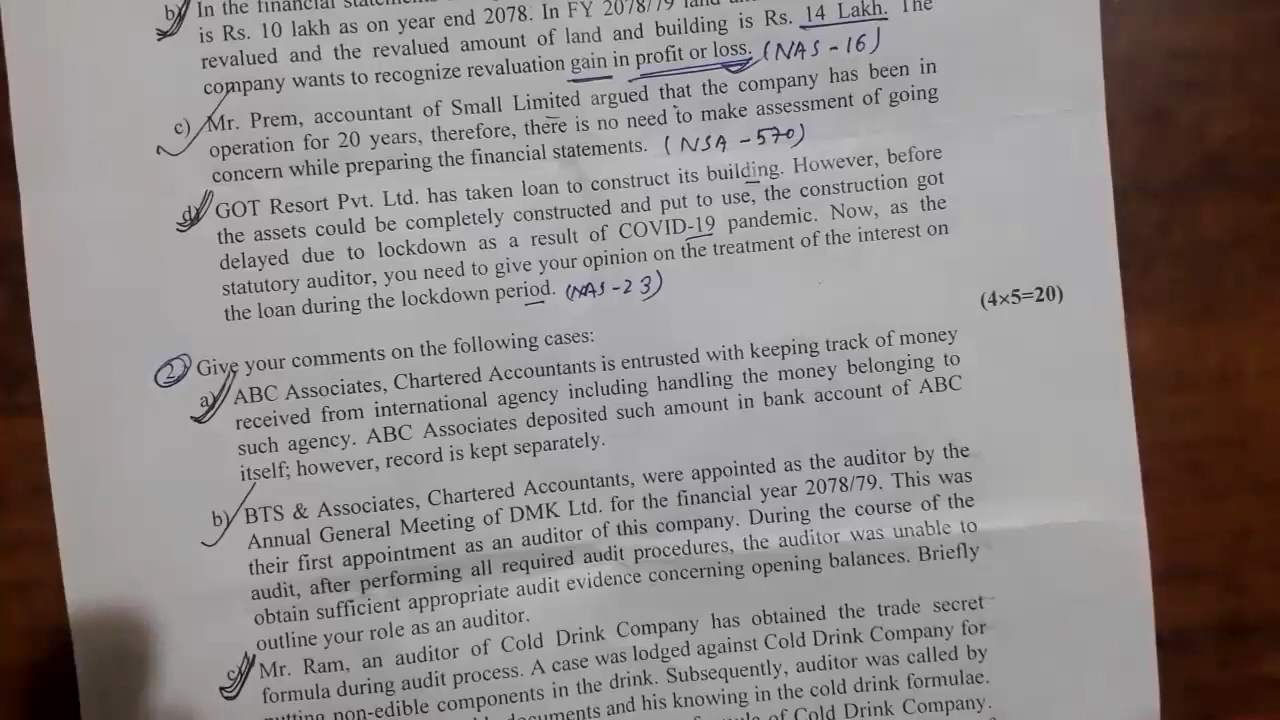 b) In the financial
is Rs. 10 lakh as on year end 2078. In FY 2078/79 land
revalued and the revalued amount of land and building is Rs. 14 Lakh. The
company wants to recognize revaluation gain in profit or loss. (NAS-16)
c) Mr. Prem, accountant of Small Limited argued that the company has been in
operation for 20 years, therefore, there is no need to make assessment of going
concern while preparing the financial statements. (NSA-570)
d) GOT Resort Pvt. Ltd. has taken loan to construct its building. However, before
the assets could be completely constructed and put to use, the construction got
delayed due to lockdown as a result of COVID-19 pandemic. Now, as the
statutory auditor, you need to give your opinion on the treatment of the interest on
the loan during the lockdown period. (NAS-23)
(4×5=20)
2) Give your comments on the following cases:
a) ABC Associates, Chartered Accountants is entrusted with keeping track of money
received from international agency including handling the money belonging to
such agency. ABC Associates deposited such amount in bank account of ABC
itself; however, record is kept separately.
b) BTS & Associates, Chartered Accountants, were appointed as the auditor by the
Annual General Meeting of DMK Ltd. for the financial year 2078/79. This was
their first appointment as an auditor of this company. During the course of the
audit, after performing all required audit procedures, the auditor was unable to
obtain sufficient appropriate audit evidence concerning opening balances. Briefly
outline your role as an auditor.
c) Mr. Ram, an auditor of Cold Drink Company has obtained the trade secret
formula during audit process. A case was lodged against Cold Drink Company for
putting non-edible components in the drink. Subsequently, auditor was called by
documents and his knowing in the cold drink formulae.
of Cold Drink Company.